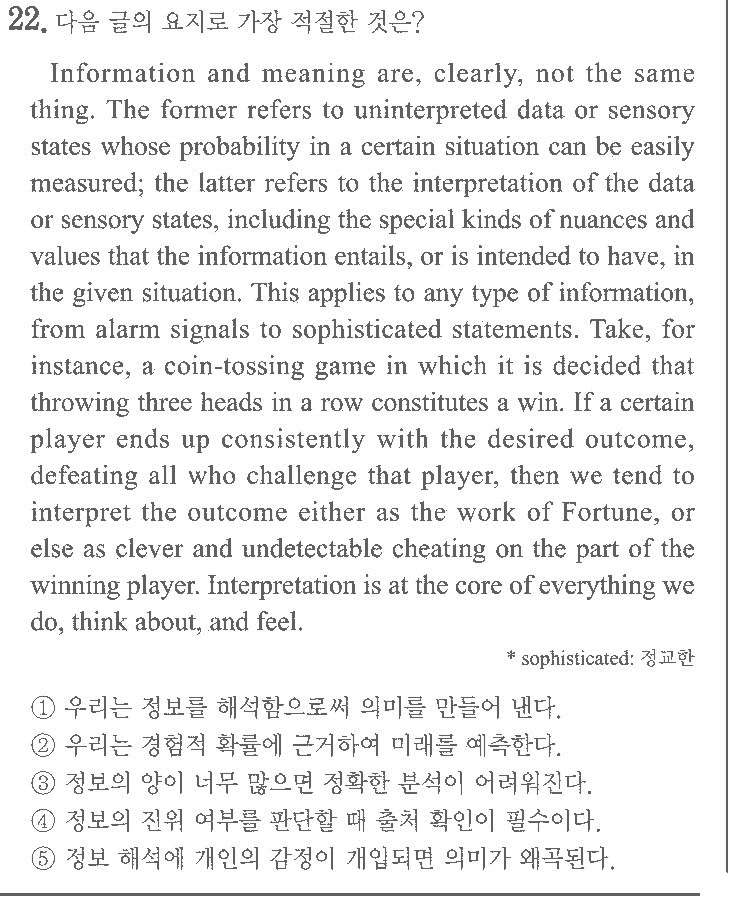 22. 다음 글의 요지로 가장 적절한 것은?
Information and meaning are, clearly, not the same
thing. The former refers to uninterpreted data or sensory
states whose probability in a certain situation can be easily
measured; the latter refers to the interpretation of the data
or sensory states, including the special kinds of nuances and
values that the information entails, or is intended to have, in
the given situation. This applies to any type of information,
from alarm signals to sophisticated statements. Take, for
instance, a coin-tossing game in which it is decided that
throwing three heads in a row constitutes a win. If a certain
player ends up consistently with the desired outcome,
defeating all who challenge that player, then we tend to
interpret the outcome either as the work of Fortune, or
else as clever and undetectable cheating on the part of the
winning player. Interpretation is at the core of everything we
do, think about, and feel.
* sophisticated: 정교한
① 우리는 정보를 해석함으로써 의미를 만들어 낸다.
② 우리는 경험적 확률에 근거하여 미래를 예측한다.
③ 정보의 양이 너무 많으면 정확한 분석이 어려워진다.
④ 정보의 진위 여부를 판단할 때 출처 확인이 필수이다.
⑤ 정보 해석에 개인의 감정이 개입되면 의미가 왜곡된다.